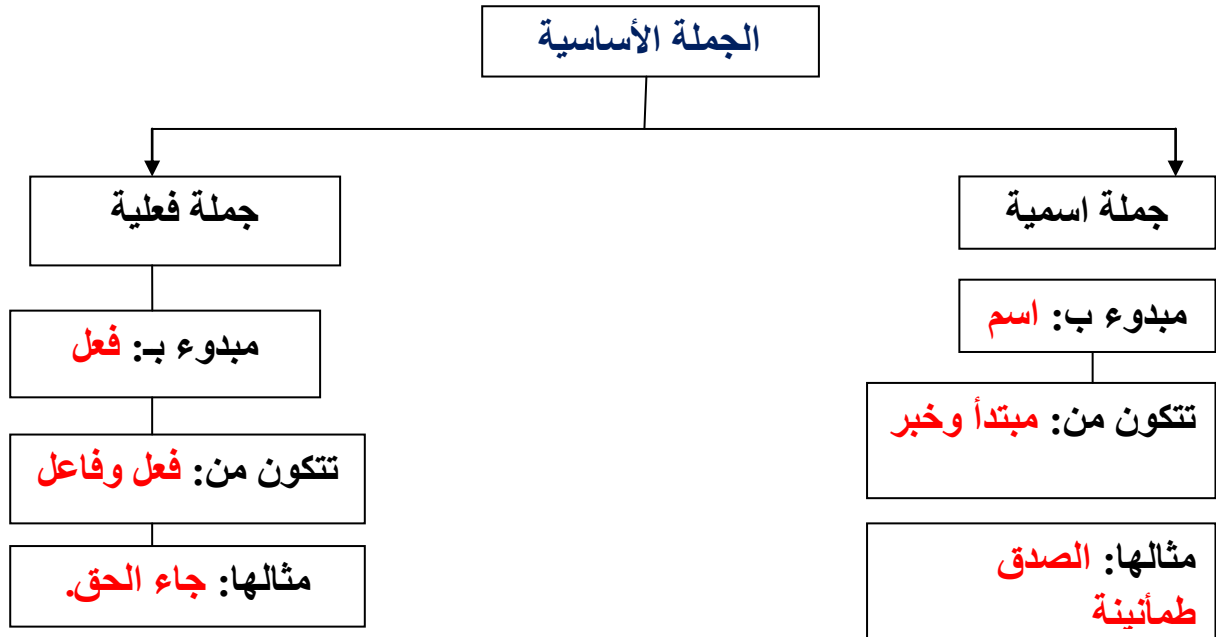 الجملة الأساسية
جملة اسمية
جملة فعلية
مبدوء ب: اسم
مبدوء بـ: فعل
تتكون من: مبتدأ وخبر
تتكون من: فعل وفاعل
مثالها: الصدق
طمأنينة
مثالها: جاء الحق.